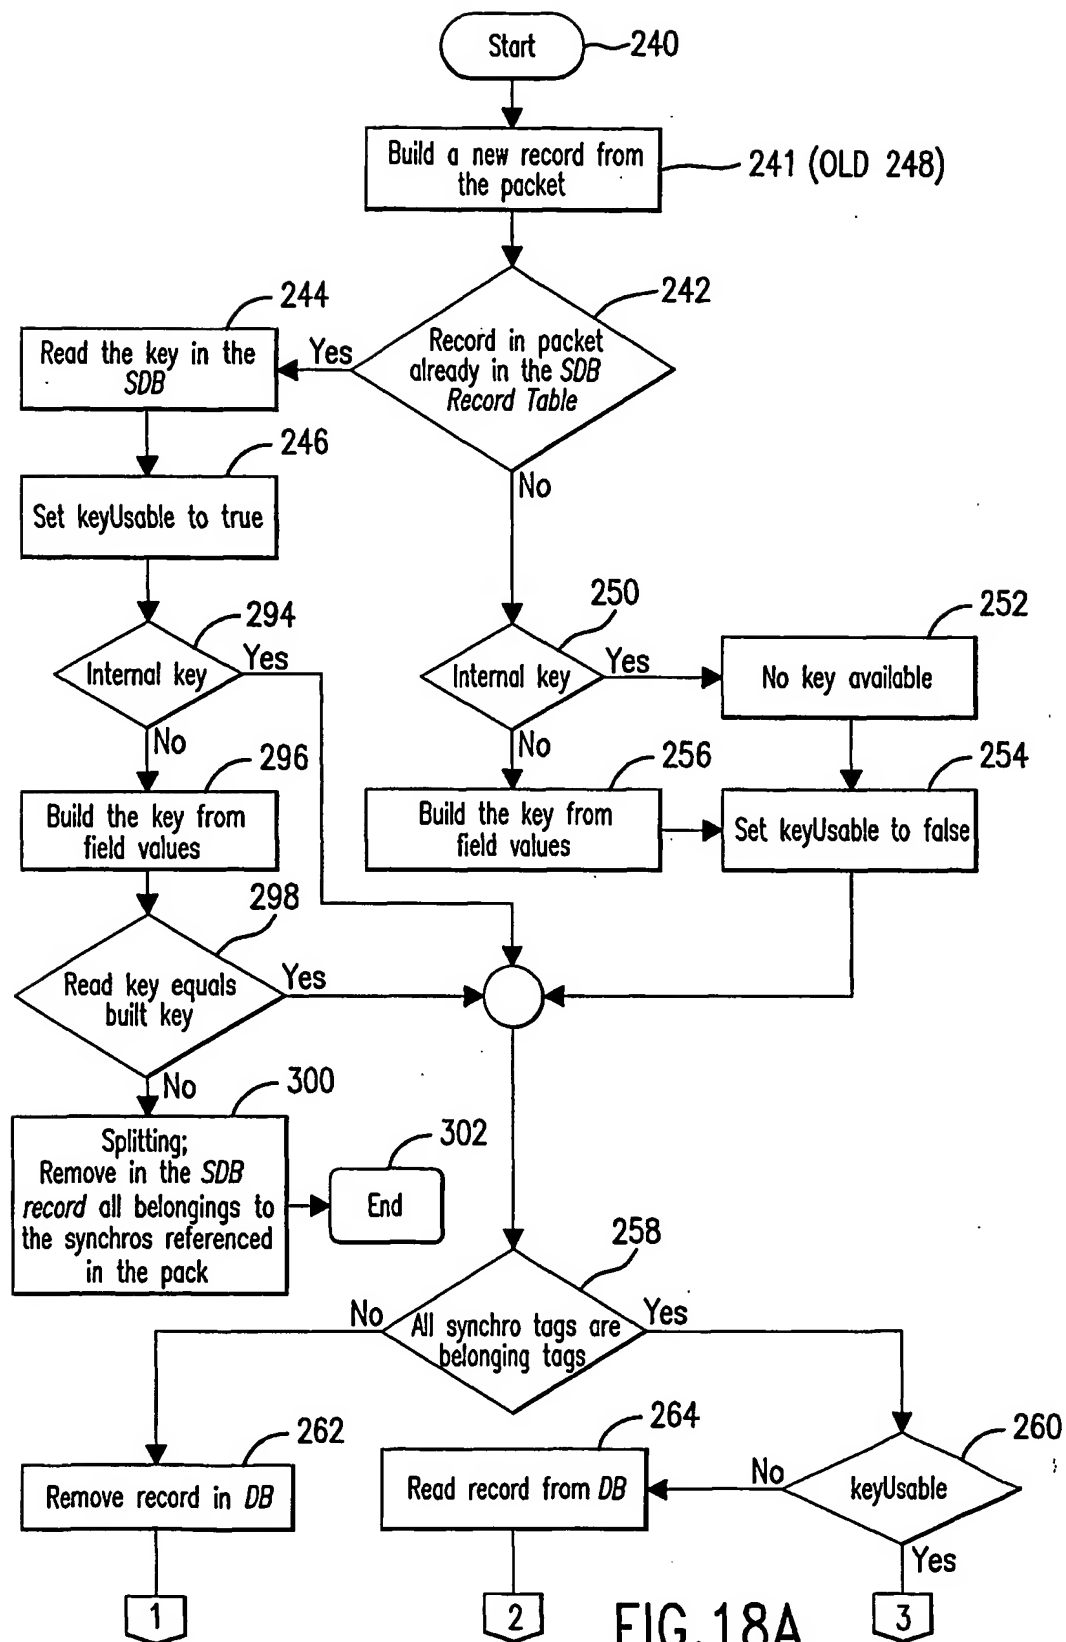 Start
240
Build a new record from
the packet
241 (OLD 248)
242
Record in packet
already in the SDB
Record Table
Yes
No
244
Read the key in the
SDB
246
Set keyUsable to true
294
Internal key
Yes
No
250
Internal key
Yes
No
252
No key available
296
Build the key from
field values
256
Build the key from
field values
254
Set keyUsable to false
298
Read key equals
built key
Yes
No
300
Splitting;
Remove in the SDB
record all belongings to
the synchros referenced
in the pack
302
End
258
All synchro tags are
belonging tags
No
Yes
262
Remove record in DB
264
Read record from DB
260
keyUsable
No
Yes
1
2
3
FIG.18A